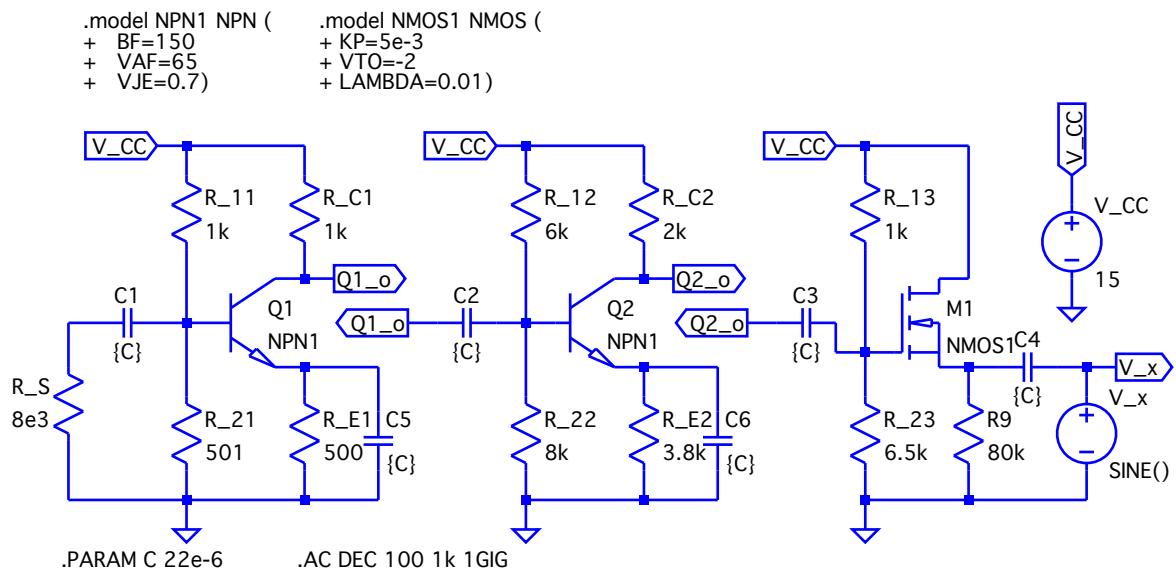 .model NPN1 NPN (
+ BF=150
+ VAF=65
+ VJE=0.7)
.model NMOS1 NMOS (
+ KP=5e-3
+ VTO=-2
+ LAMBDA=0.01)
V_CC
R_11
1k
R_C1
1k
Q1_o
C1
{C}
Q1
NPN1
R_S
8e3
R_21
501
R_E1
500
C5
{C}
V_CC
R_12
6k
R_C2
2k
Q2_o
Q1_o
C2
{C}
Q2
NPN1
R_22
8k
R_E2
3.8k
C6
{C}
V_CC
R_13
1k
Q2_o
C3
{C}
M1
NMOS1
C4
{C}
R_23
6.5k
R9
80k
V_x
V_x
SINE()
V_CC
V_CC
15
.PARAM C 22e-6
.AC DEC 100 1k 1GIG